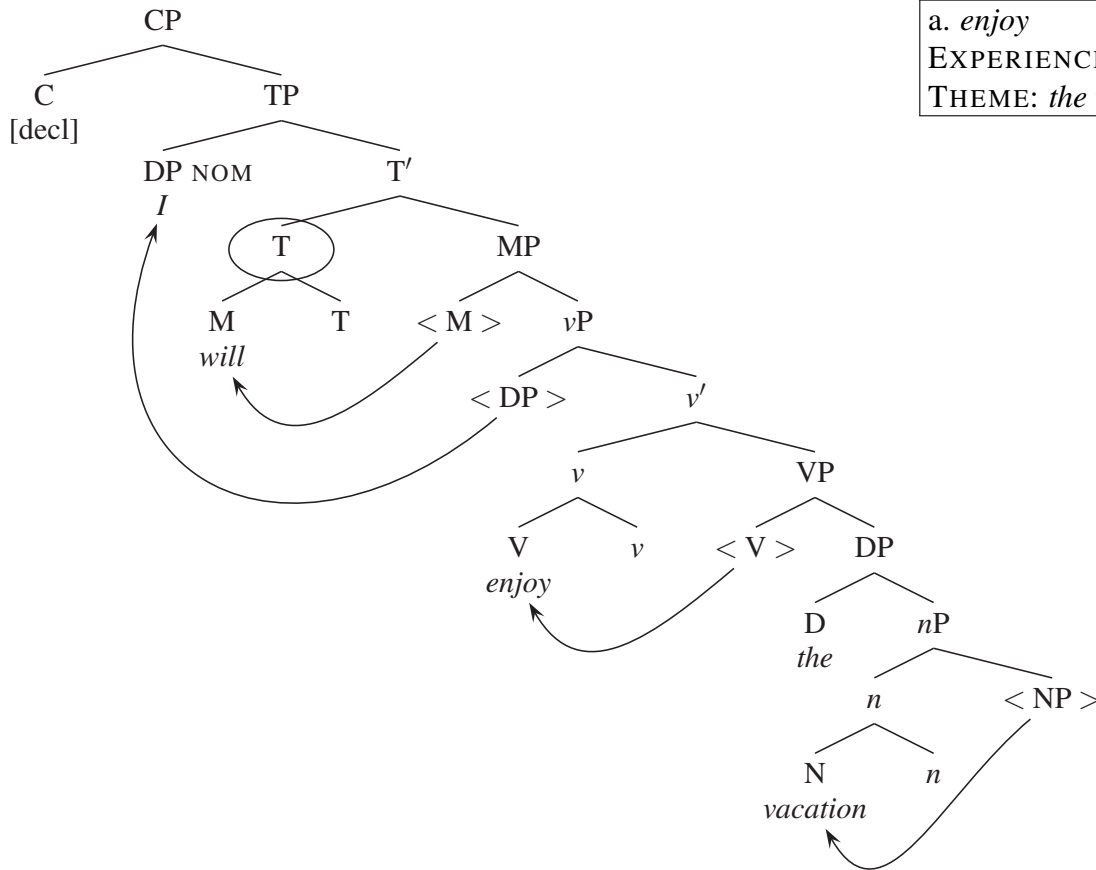 CP
a. enjoy
EXPERIENC
THEME: the
C
TP
[decl]
DP NOM
T′
I
T
MP
M
T
< M >
vP
will
< DP >
v′
v
VP
V
v
< V >
DP
enjoy
D
nP
the
n
< NP >
N
n
vacation